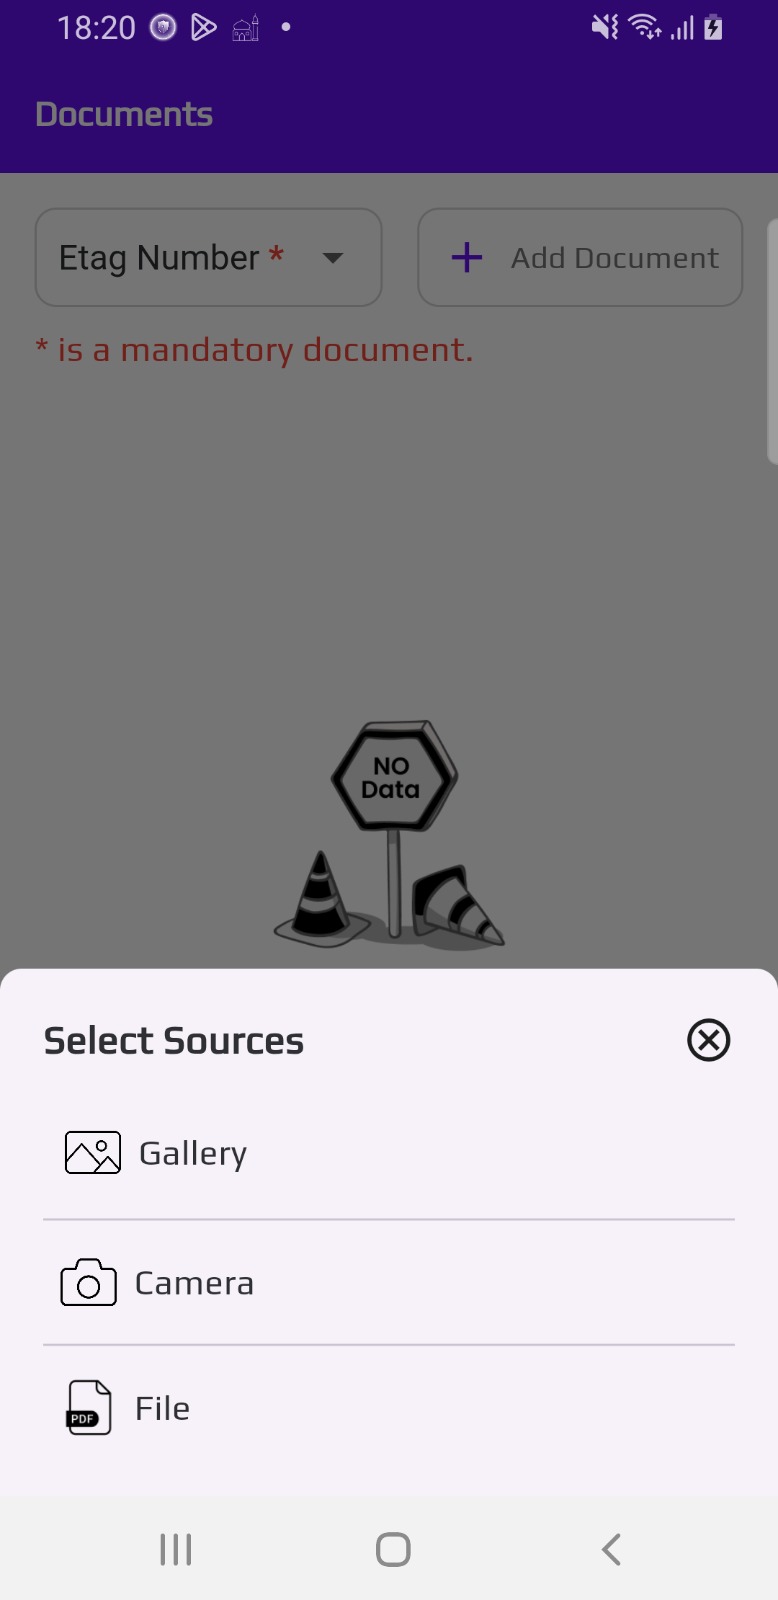 18:20
Documents
Etag Number *
Add Document
* is a mandatory document.
NO
Data
Select Sources
Gallery
Camera
PDF File